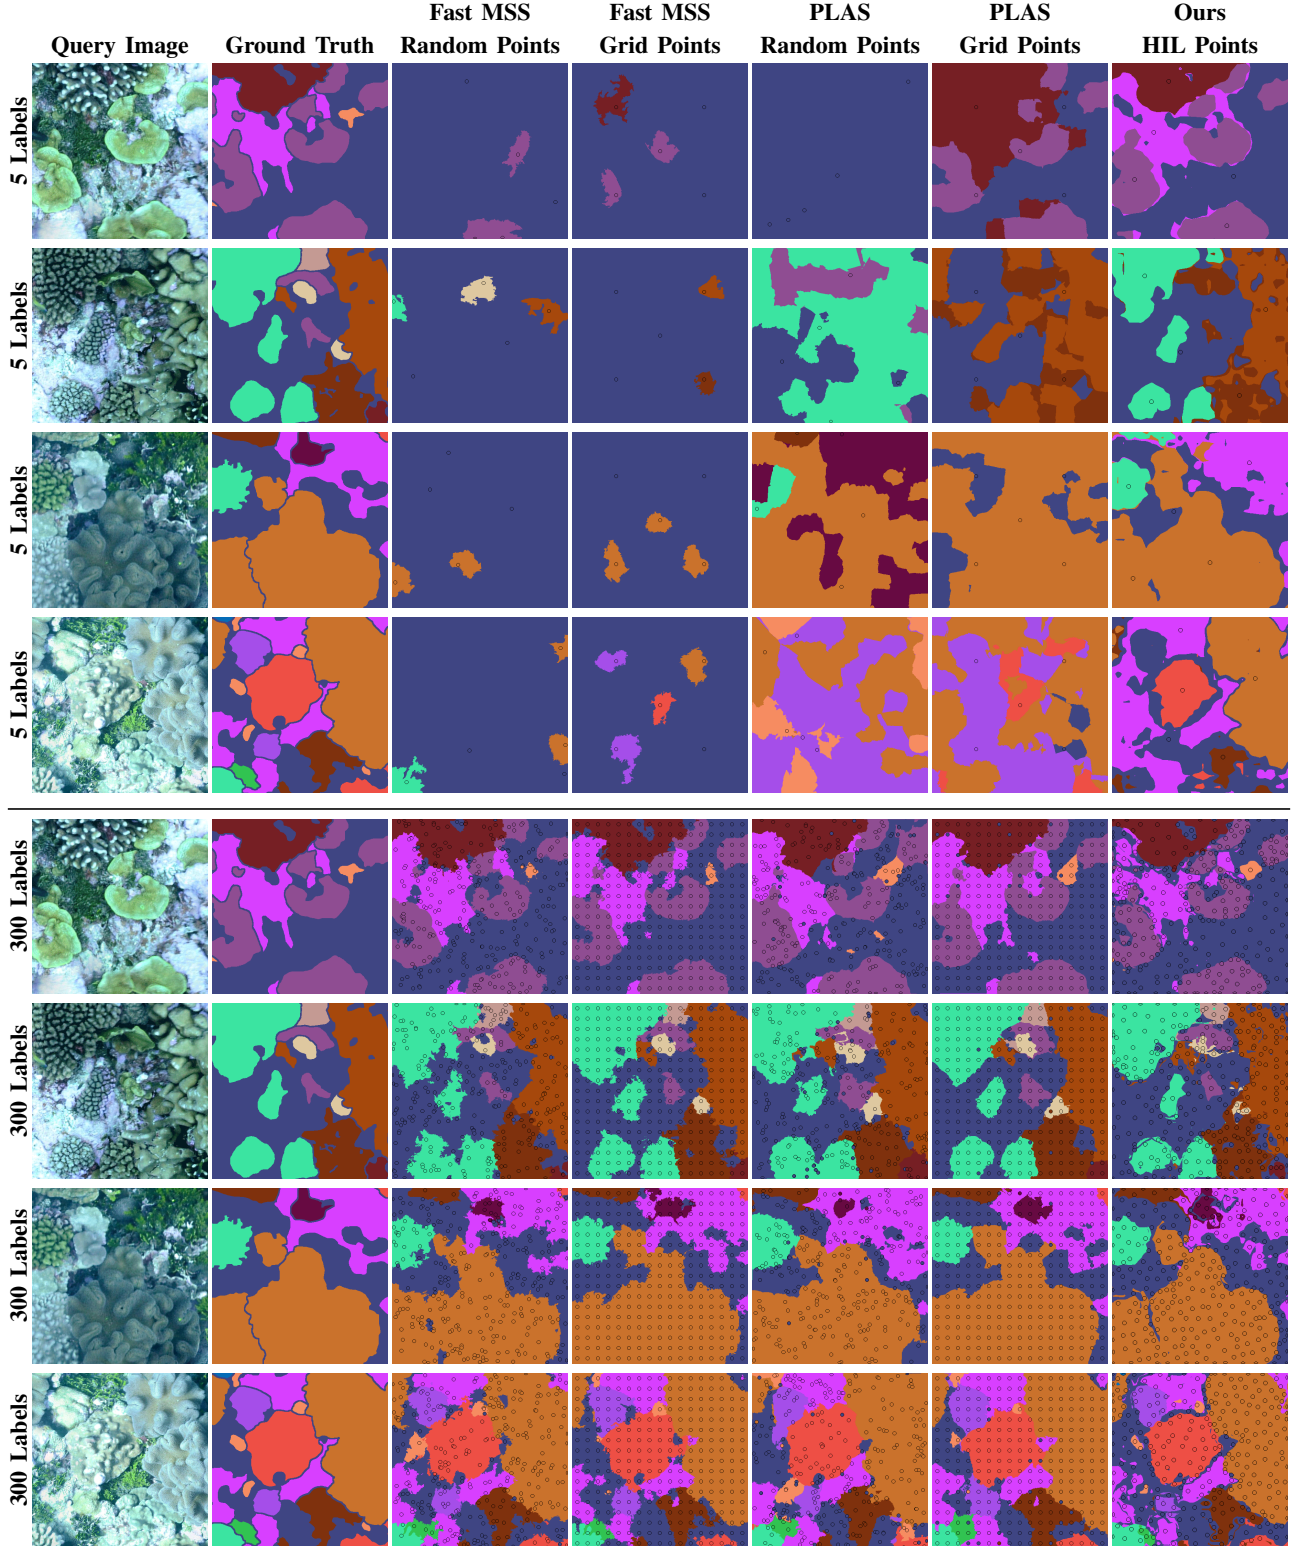 Query Image
Ground Truth
Fast MSS
Random Points
Fast MSS
Grid Points
PLAS
Random Points
PLAS
Grid Points
Ours
HIL Points
5 Labels
5 Labels
5 Labels
5 Labels
300 Labels
300 Labels
300 Labels
300 Labels